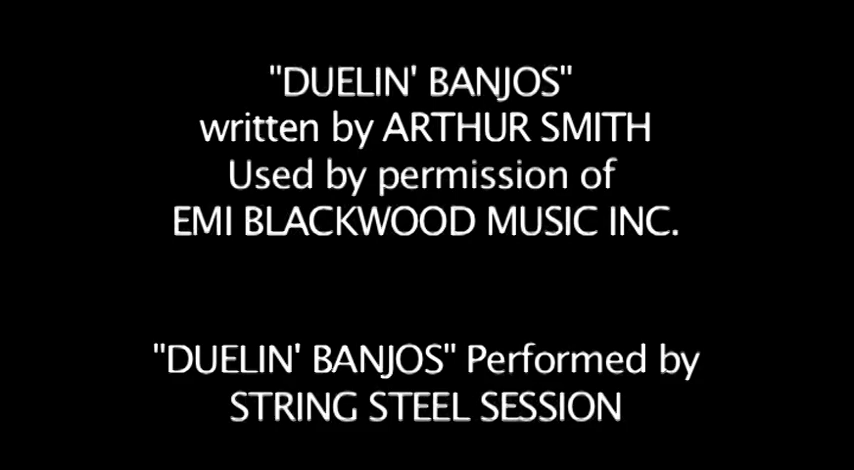 "DUELIN' BANJOS"
written by ARTHUR SMITH
Used by permission of
EMI BLACKWOOD MUSIC INC.
"DUELIN' BANJOS" Performed by
STRING STEEL SESSION